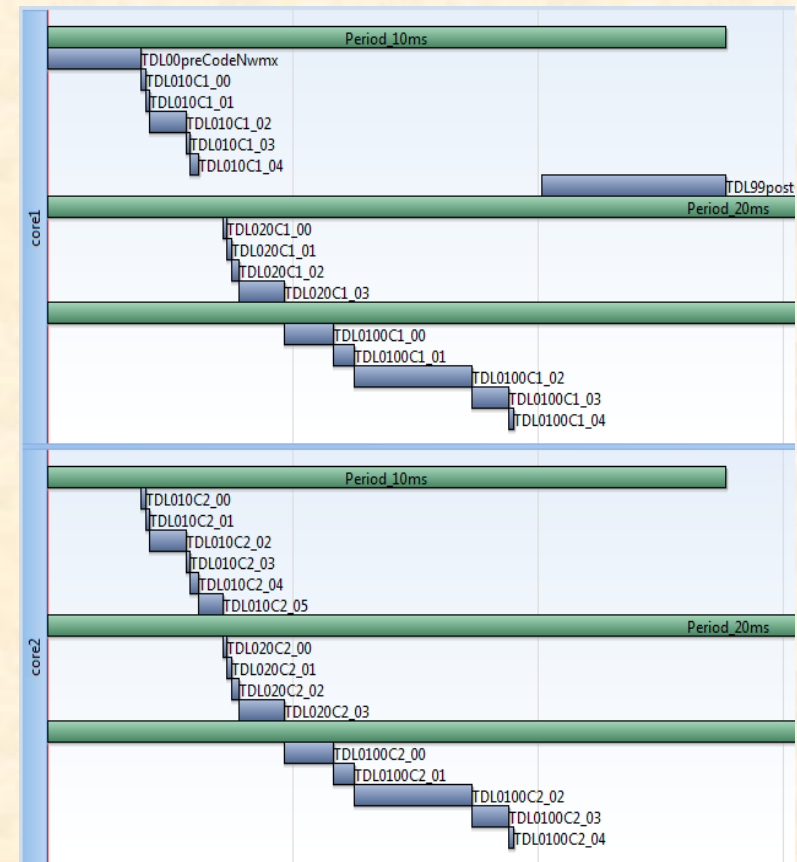 core1
Period_10ms
TDL00preCodeNwmx
TDL010C1_00
TDL010C1_01
TDL010C1_02
TDL010C1_03
TDL010C1_04
TDL99post
Period_20ms
TDL020C1_00
TDL020C1_01
TDL020C1_02
TDL020C1_03
TDL0100C1_00
TDL0100C1_01
TDL0100C1_02
TDL0100C1_03
TDL0100C1_04
core2
Period_10ms
TDL010C2_00
TDL010C2_01
TDL010C2_02
TDL010C2_03
TDL010C2_04
TDL010C2_05
Period_20ms
TDL020C2_00
TDL020C2_01
TDL020C2_02
TDL020C2_03
TDL0100C2_00
TDL0100C2_01
TDL0100C2_02
TDL0100C2_03
TDL0100C2_04